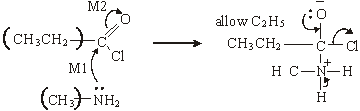 M2
O
(CH₃CH₂)
C
Cl
M1
(CH₃) NH₂
allow C₂H₅
:O⁻
CH₃CH₂ C Cl
H C N⁺ H
H